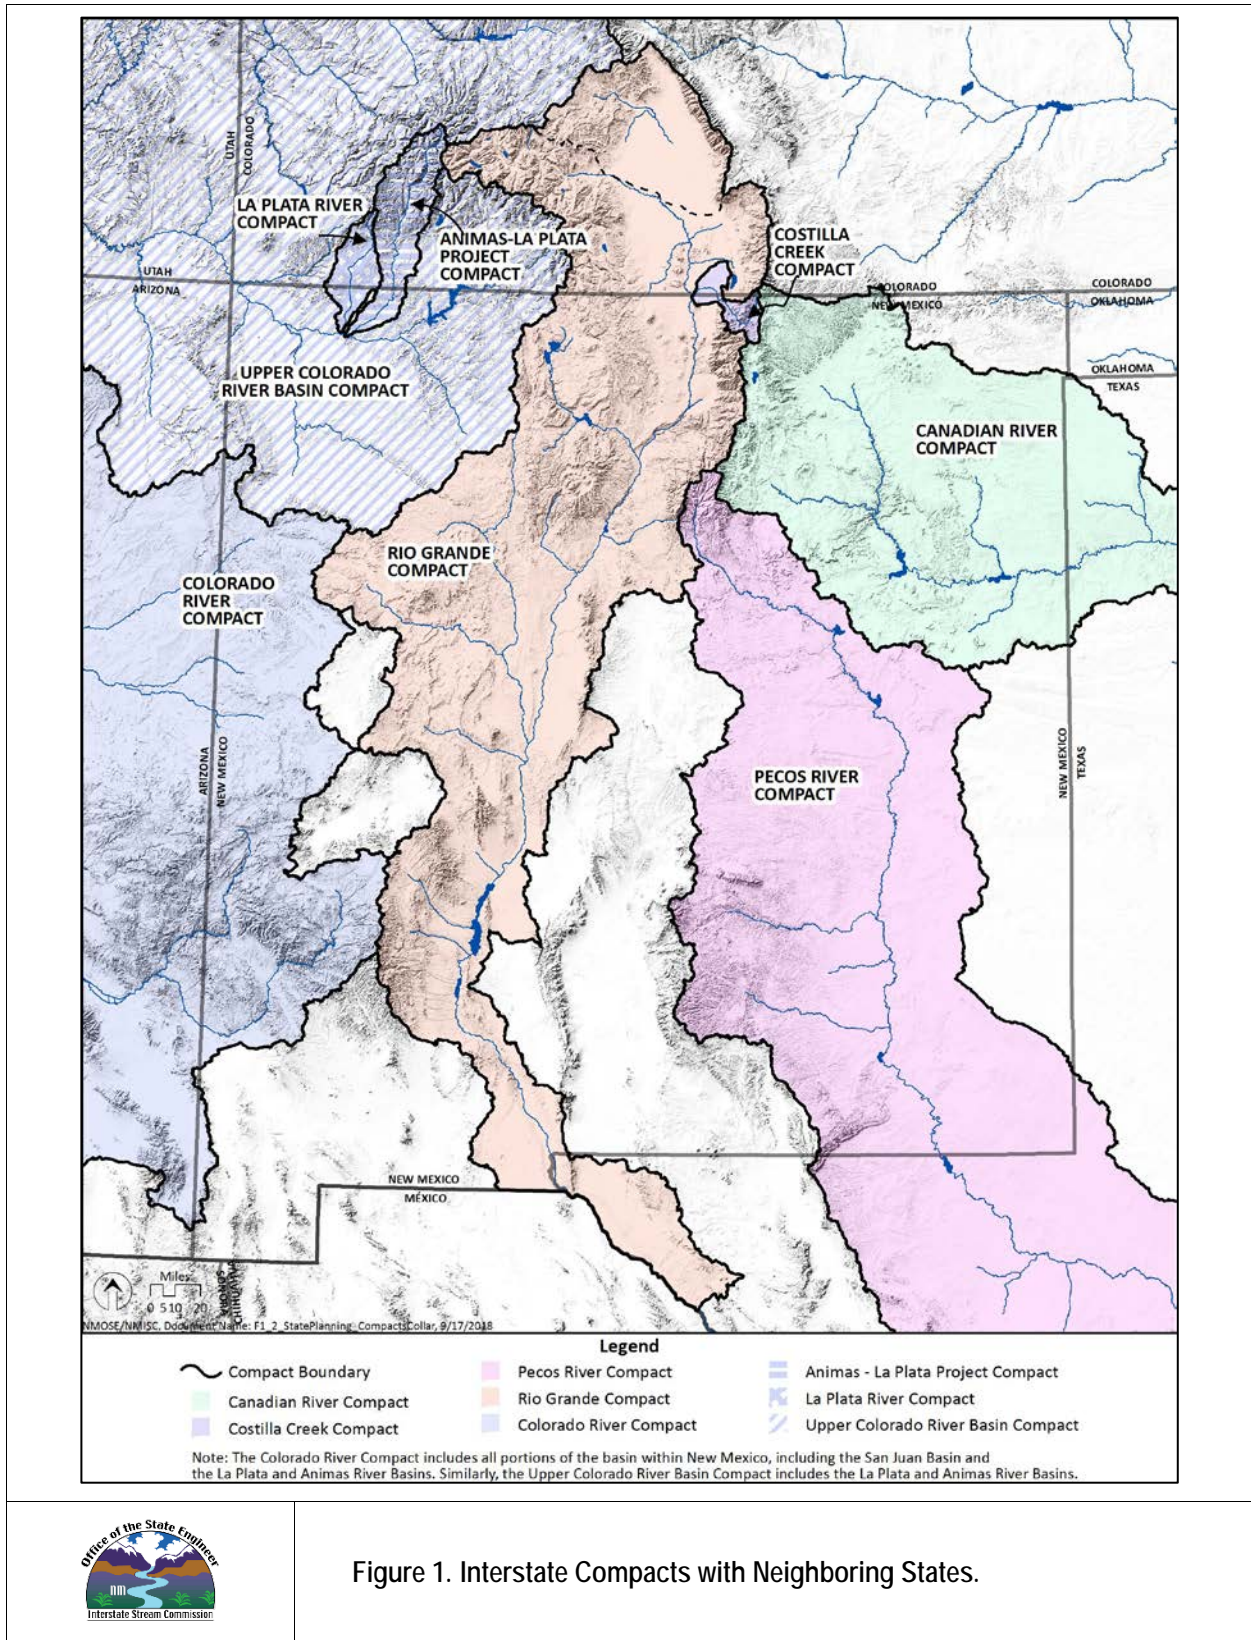 UTAH
COLORADO
LA PLATA RIVER
COMPACT
ANIMAS-LA PLATA
PROJECT
COMPACT
COSTILLA
CREEK
COMPACT
UTAH
ARIZONA
COLORADO
NEW MEXICO
COLORADO
OKLAHOMA
UPPER COLORADO
RIVER BASIN COMPACT
OKLAHOMA
TEXAS
CANADIAN RIVER
COMPACT
RIO GRANDE
COMPACT
COLORADO
RIVER
COMPACT
ARIZONA
NEW MEXICO
PECOS RIVER
COMPACT
NEW MEXICO
TEXAS
NEW MEXICO
MÉXICO
SONORA
CHIHUAHUA
Miles
0 5 10 20
NMOSE/NMISC, Document Name: F1_2_StatePlanning_CompactsCollar, 9/17/2018
Legend
Compact Boundary
Canadian River Compact
Costilla Creek Compact
Pecos River Compact
Rio Grande Compact
Colorado River Compact
Animas - La Plata Project Compact
La Plata River Compact
Upper Colorado River Basin Compact
Note: The Colorado River Compact includes all portions of the basin within New Mexico, including the San Juan Basin and
the La Plata and Animas River Basins. Similarly, the Upper Colorado River Basin Compact includes the La Plata and Animas River Basins.
Office of the State Engineer
nm
Interstate Stream Commission
Figure 1. Interstate Compacts with Neighboring States.